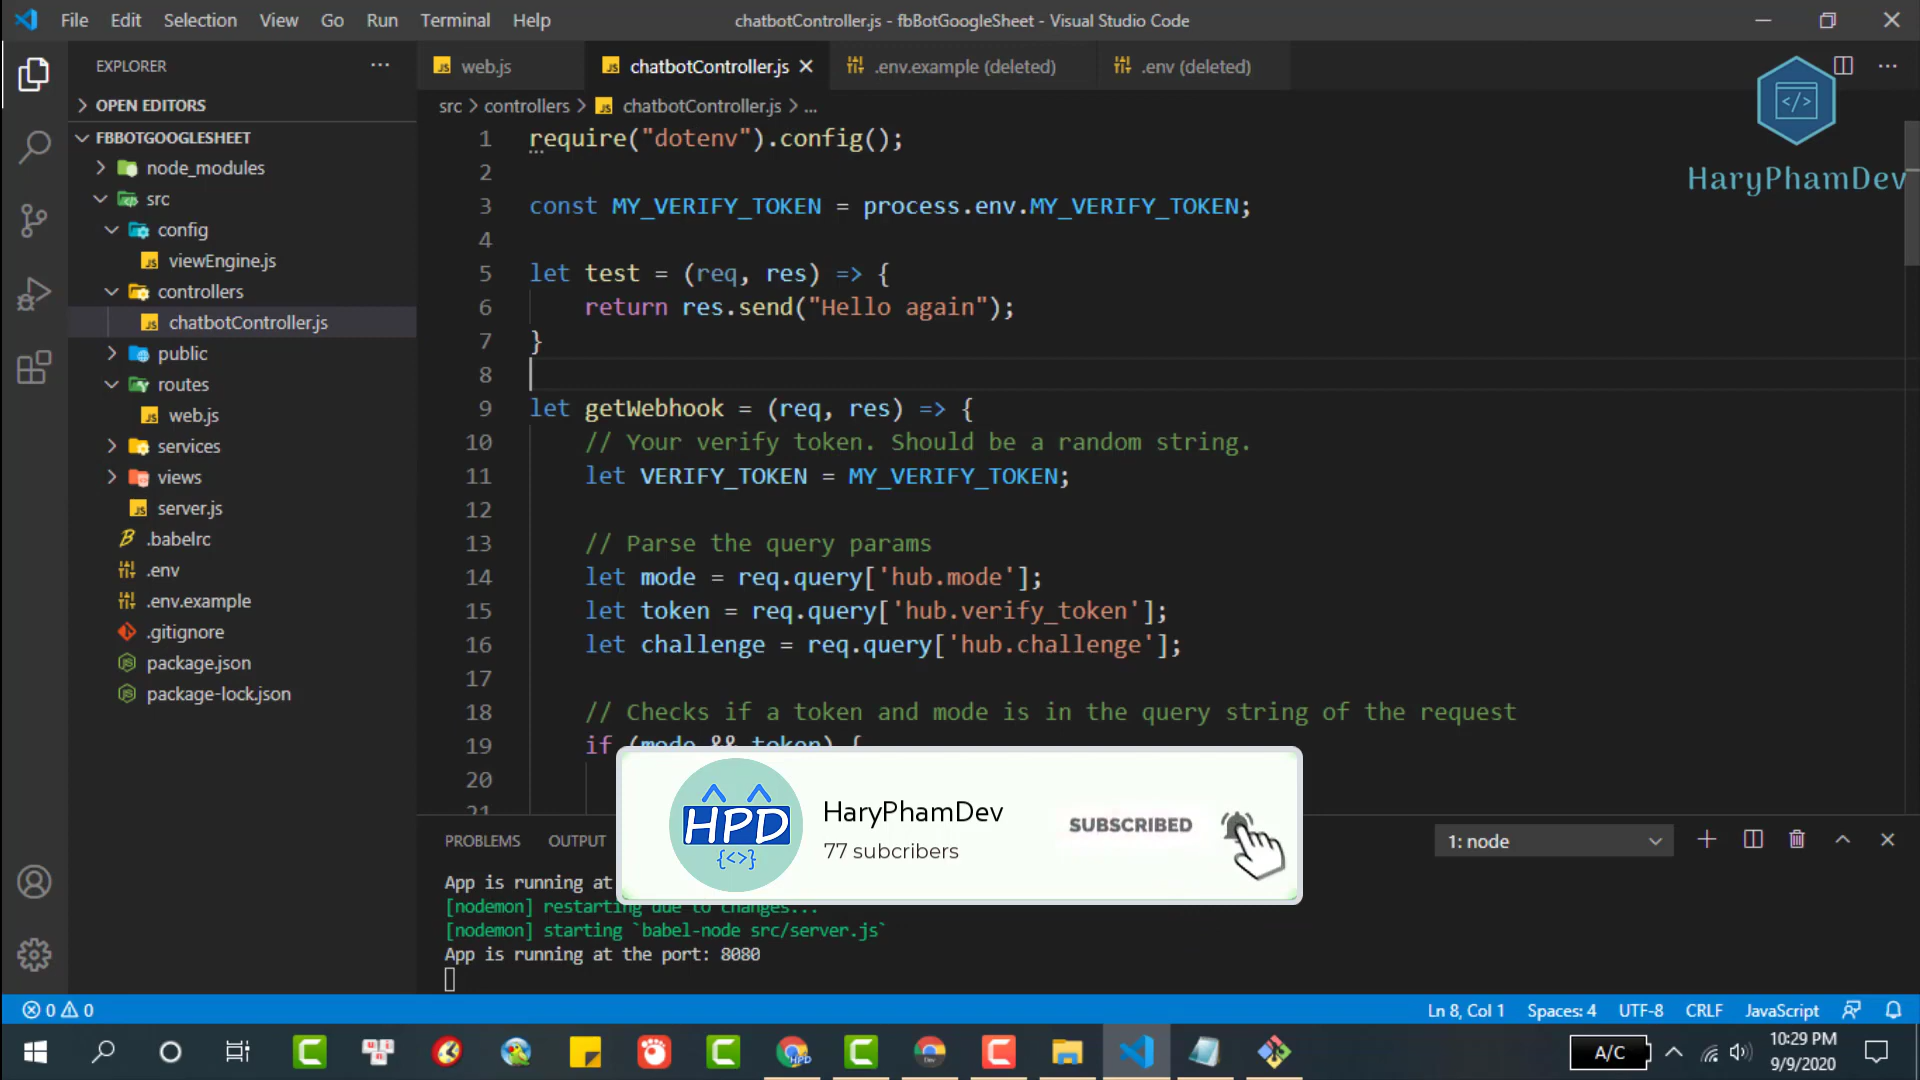 File Edit Selection View Go Run Terminal Help
chatbotController.js - fbBotGoogleSheet - Visual Studio Code
EXPLORER
OPEN EDITORS
FBBOTGOOGLESHEET
node_modules
src
config
viewEngine.js
controllers
chatbotController.js
public
routes
web.js
services
views
server.js
.babelrc
.env
.env.example
.gitignore
package.json
package-lock.json
web.js
chatbotController.js
.env.example (deleted)
.env (deleted)
src > controllers > chatbotController.js > ...
HaryPhamDev
1 require("dotenv").config();
2
3 const MY_VERIFY_TOKEN = process.env.MY_VERIFY_TOKEN;
4
5 let test = (req, res) => {
6 return res.send("Hello again");
7 }
8
9 let getWebhook = (req, res) => {
10 // Your verify token. Should be a random string.
11 let VERIFY_TOKEN = MY_VERIFY_TOKEN;
12
13 // Parse the query params
14 let mode = req.query['hub.mode'];
15 let token = req.query['hub.verify_token'];
16 let challenge = req.query['hub.challenge'];
17
18 // Checks if a token and mode is in the query string of the request
19 if (mode && token) {
20
21
HPD
{<>}
HaryPhamDev
77 subcribers
SUBSCRIBED
PROBLEMS OUTPUT
1: node
App is running at
[nodemon] restarting due to changes...
[nodemon] starting `babel-node src/server.js`
App is running at the port: 8080
0 0
Ln 8, Col 1 Spaces: 4 UTF-8 CRLF JavaScript
A/C
10:29 PM
9/9/2020